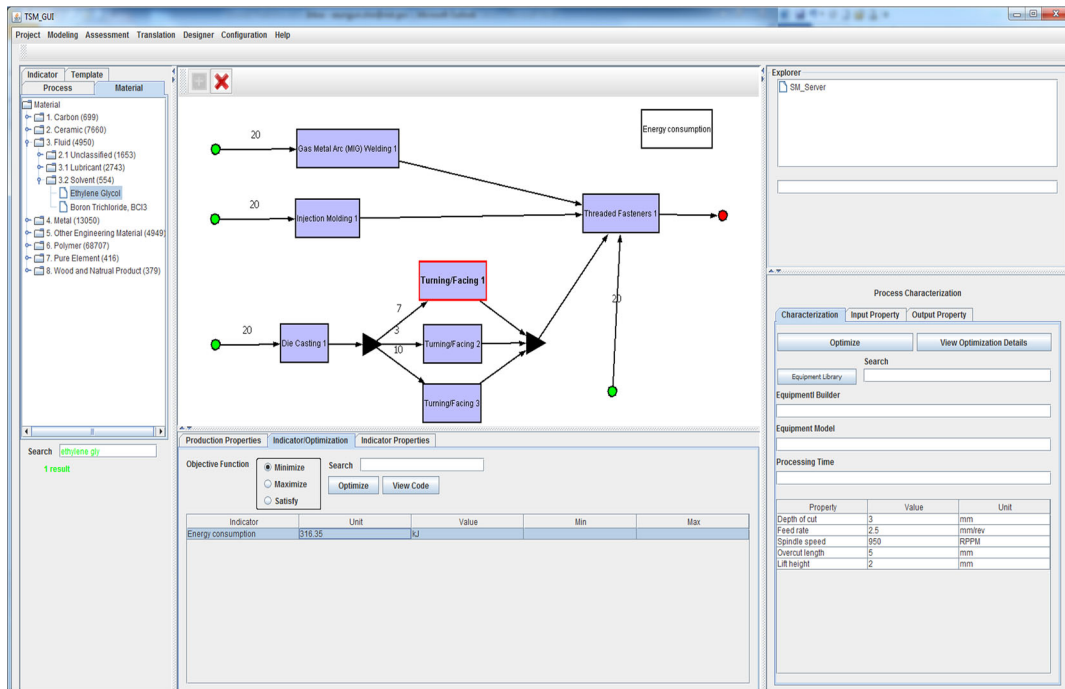 TSM_GUI
Project Modeling Assessment Translation Designer Configuration Help
Indicator Template
Process Material
Material
1. Carbon (699)
2. Ceramic (7660)
3. Fluid (4950)
2.1 Unclassified (1653)
3.1 Lubricant (2743)
3.2 Solvent (554)
Ethylene Glycol
Boron Trichloride, BCl3
4. Metal (13050)
5. Other Engineering Material (4949)
6. Polymer (68707)
7. Pure Element (416)
8. Wood and Natrual Product (379)
Search ethylene gly
1 result
Energy consumption
20
Gas Metal Arc (MIG) Welding 1
20
Injection Molding 1
Threaded Fasteners 1
Turning/Facing 1
7
20
20
3
Die Casting 1
Turning/Facing 2
10
Turning/Facing 3
Production Properties Indicator/Optimization Indicator Properties
Objective Function
Minimize
Maximize
Satisfy
Search
Optimize View Code
Indicator Unit Value Min Max
Energy consumption 316.35 kJ
Explorer
SM_Server
Process Characterization
Characterization Input Property Output Property
Optimize View Optimization Details
Search
Equipment Library
Equipmentl Builder
Equipment Model
Processing Time
Property Value Unit
Depth of cut 3 mm
Feed rate 2.5 mm/rev
Spindle speed 950 RPPM
Overcut length 5 mm
Lift height 2 mm